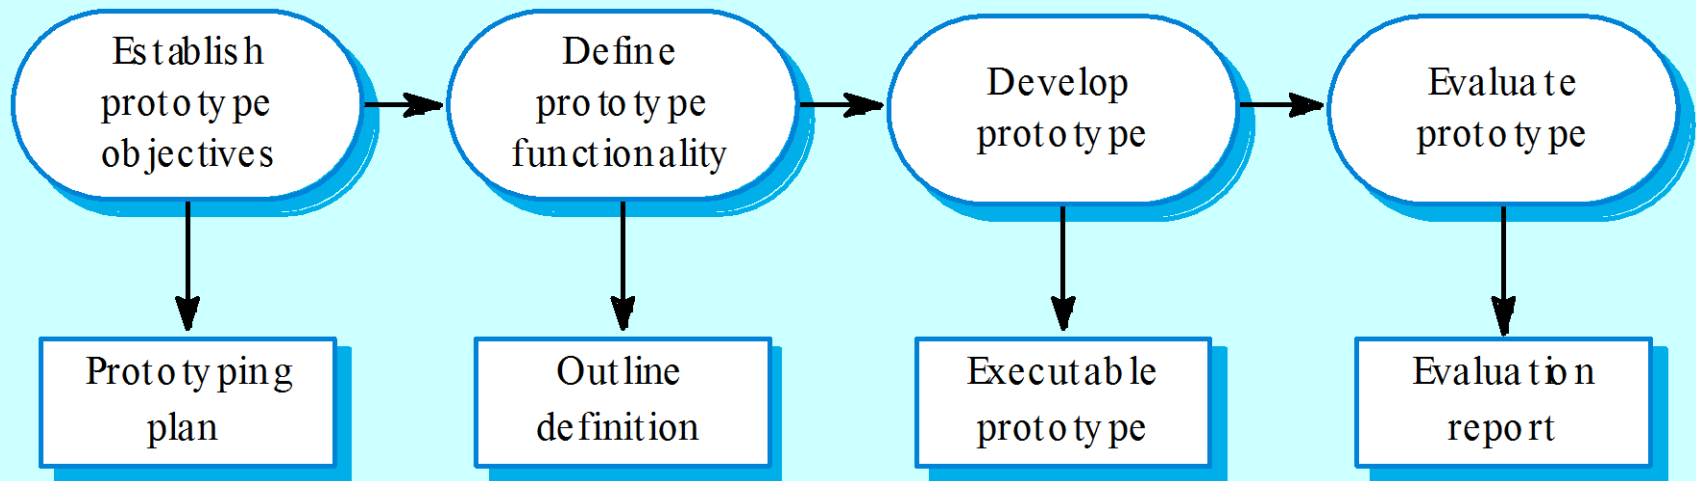 Establish
prototype
objectives
Define
prototype
functionality
Develop
prototype
Evaluate
prototype
Prototyping
plan
Outline
definition
Executable
prototype
Evaluation
report